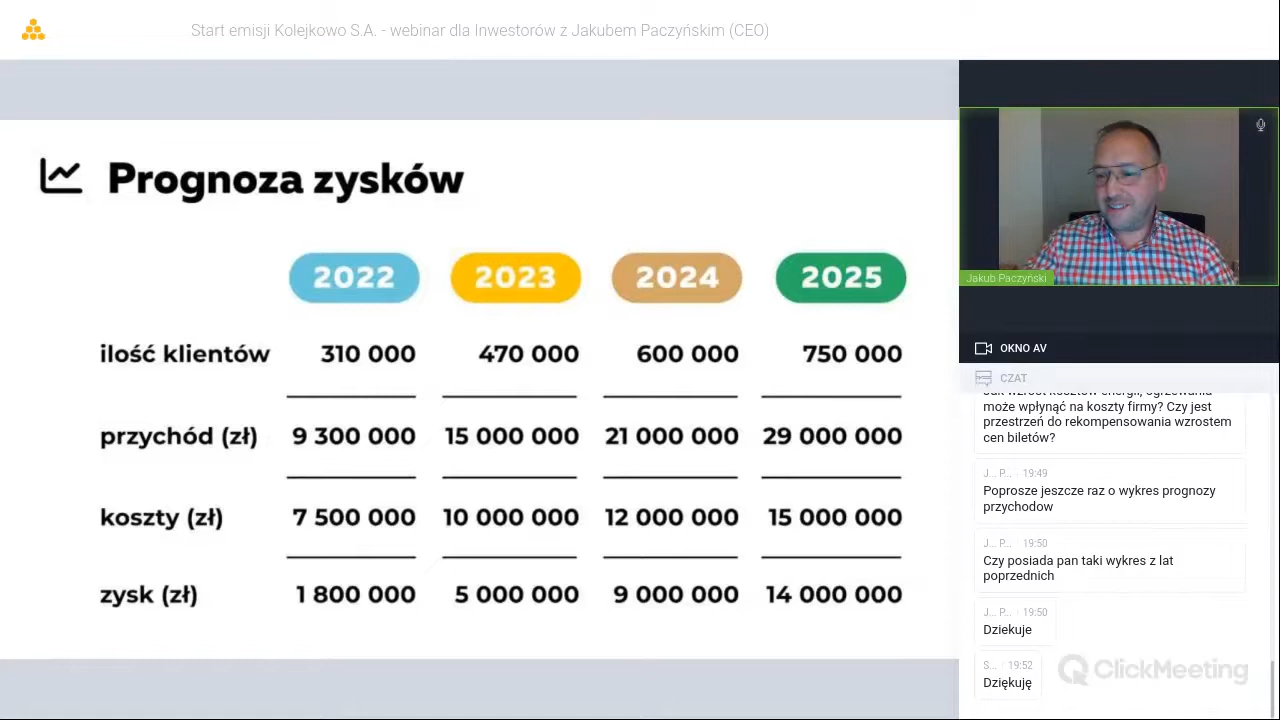 Start emisji Kolejkowo S.A. - webinar dla Inwestorów z Jakubem Paczyńskim (CEO)
Prognoza zysków
2022 2023 2024 2025
ilość klientów 310 000 470 000 600 000 750 000
przychód (zł) 9 300 000 15 000 000 21 000 000 29 000 000
koszty (zł) 7 500 000 10 000 000 12 000 000 15 000 000
zysk (zł) 1 800 000 5 000 000 9 000 000 14 000 000
Jakub Paczyński
OKNO AV
CZAT
Jak wzrost kosztów energii, ogrzewania
może wpłynąć na koszty firmy? Czy jest
przestrzeń do rekompensowania wzrostem
cen biletów?
J... P... 19:49
Poprosze jeszcze raz o wykres prognozy
przychodow
J... P... 19:50
Czy posiada pan taki wykres z lat
poprzednich
J... P... 19:50
Dziekuje
S... 19:52
Dziękuję
ClickMeeting